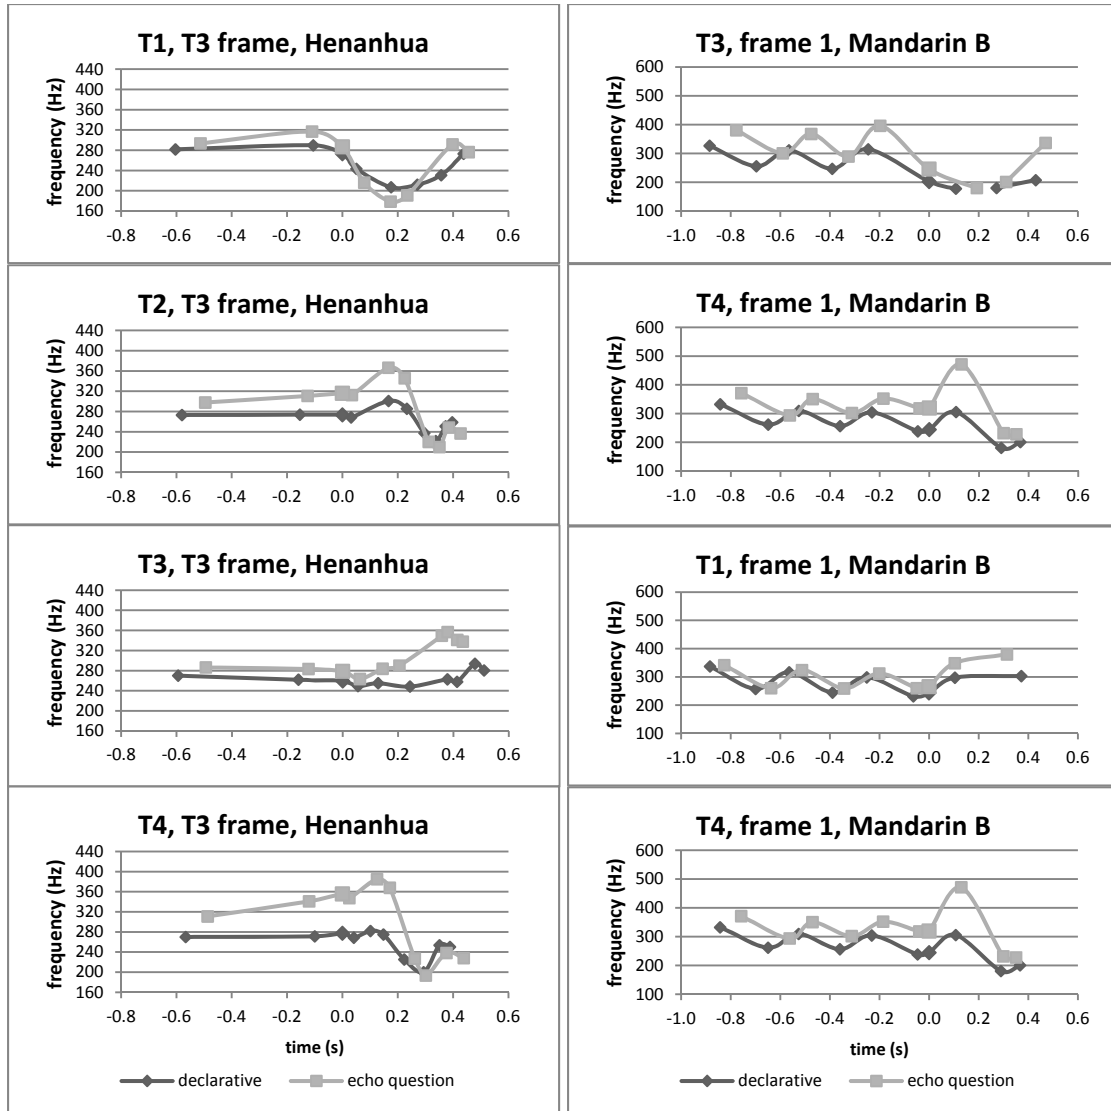 T1, T3 frame, Henanhua
frequency (Hz)
440
400
360
320
280
240
200
160
-0.8 -0.6 -0.4 -0.2 0.0 0.2 0.4 0.6
T2, T3 frame, Henanhua
frequency (Hz)
440
400
360
320
280
240
200
160
-0.8 -0.6 -0.4 -0.2 0.0 0.2 0.4 0.6
T3, T3 frame, Henanhua
frequency (Hz)
440
400
360
320
280
240
200
160
-0.8 -0.6 -0.4 -0.2 0.0 0.2 0.4 0.6
T4, T3 frame, Henanhua
frequency (Hz)
440
400
360
320
280
240
200
160
-0.8 -0.6 -0.4 -0.2 0.0 0.2 0.4 0.6
time (s)
declarative echo question
T3, frame 1, Mandarin B
frequency (Hz)
600
500
400
300
200
100
-1.0 -0.8 -0.6 -0.4 -0.2 0.0 0.2 0.4 0.6
T4, frame 1, Mandarin B
frequency (Hz)
600
500
400
300
200
100
-1.0 -0.8 -0.6 -0.4 -0.2 0.0 0.2 0.4 0.6
T1, frame 1, Mandarin B
frequency (Hz)
600
500
400
300
200
100
-1.0 -0.8 -0.6 -0.4 -0.2 0.0 0.2 0.4 0.6
T4, frame 1, Mandarin B
frequency (Hz)
600
500
400
300
200
100
-1.0 -0.8 -0.6 -0.4 -0.2 0.0 0.2 0.4 0.6
time (s)
declarative echo question